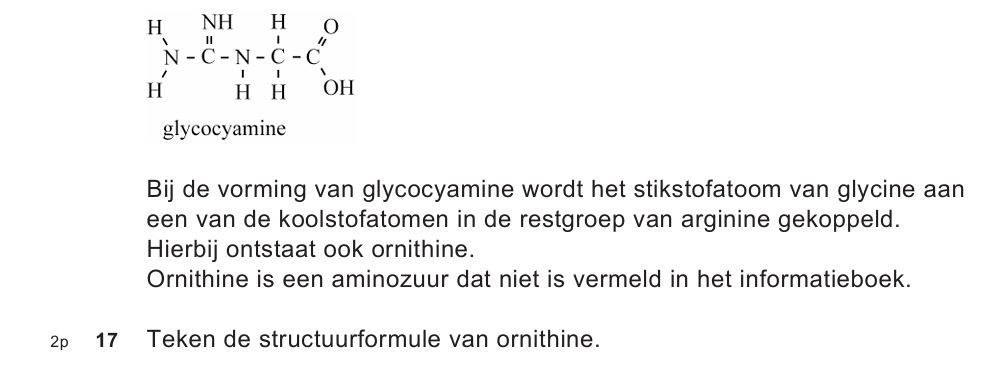 H NH H O
N - C - N - C - C
H H H OH
glycocyamine
Bij de vorming van glycocyamine wordt het stikstofatoom van glycine aan
een van de koolstofatomen in de restgroep van arginine gekoppeld.
Hierbij ontstaat ook ornithine.
Ornithine is een aminozuur dat niet is vermeld in het informatieboek.
2p 17 Teken de structuurformule van ornithine.